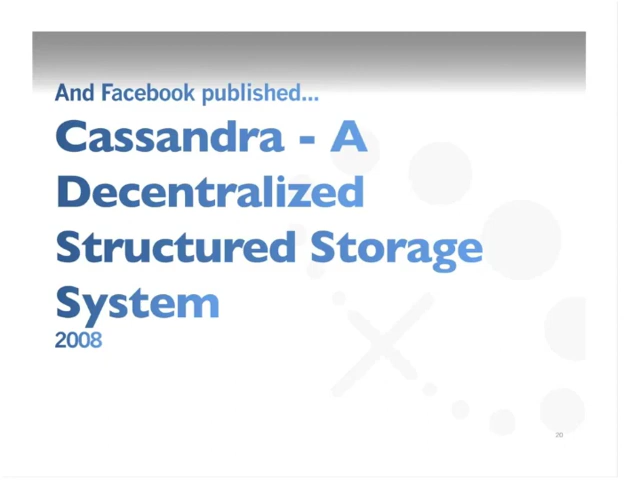 And Facebook published...
Cassandra - A
Decentralized
Structured Storage
System
2008
20